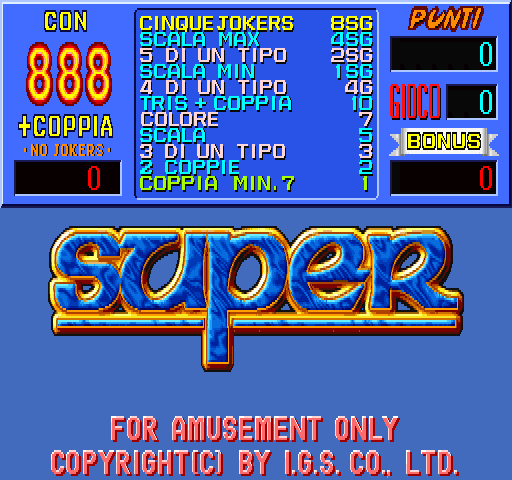 CON
888
+COPPIA
·NO JOKERS·
0
CINQUEJOKERS 8SG
SCALA MAX 4SG
5 DI UN TIPO 2SG
SCALA MIN 1SG
4 DI UN TIPO 4G
TRIS+COPPIA 10
COLORE 7
SCALA 5
3 DI UN TIPO 3
2 COPPIE 2
COPPIA MIN.7 1
PUNTI
0
GIOCO 0
BONUS
0
SUPER
FOR AMUSEMENT ONLY
COPYRIGHT(C) BY I.G.S. CO., LTD.